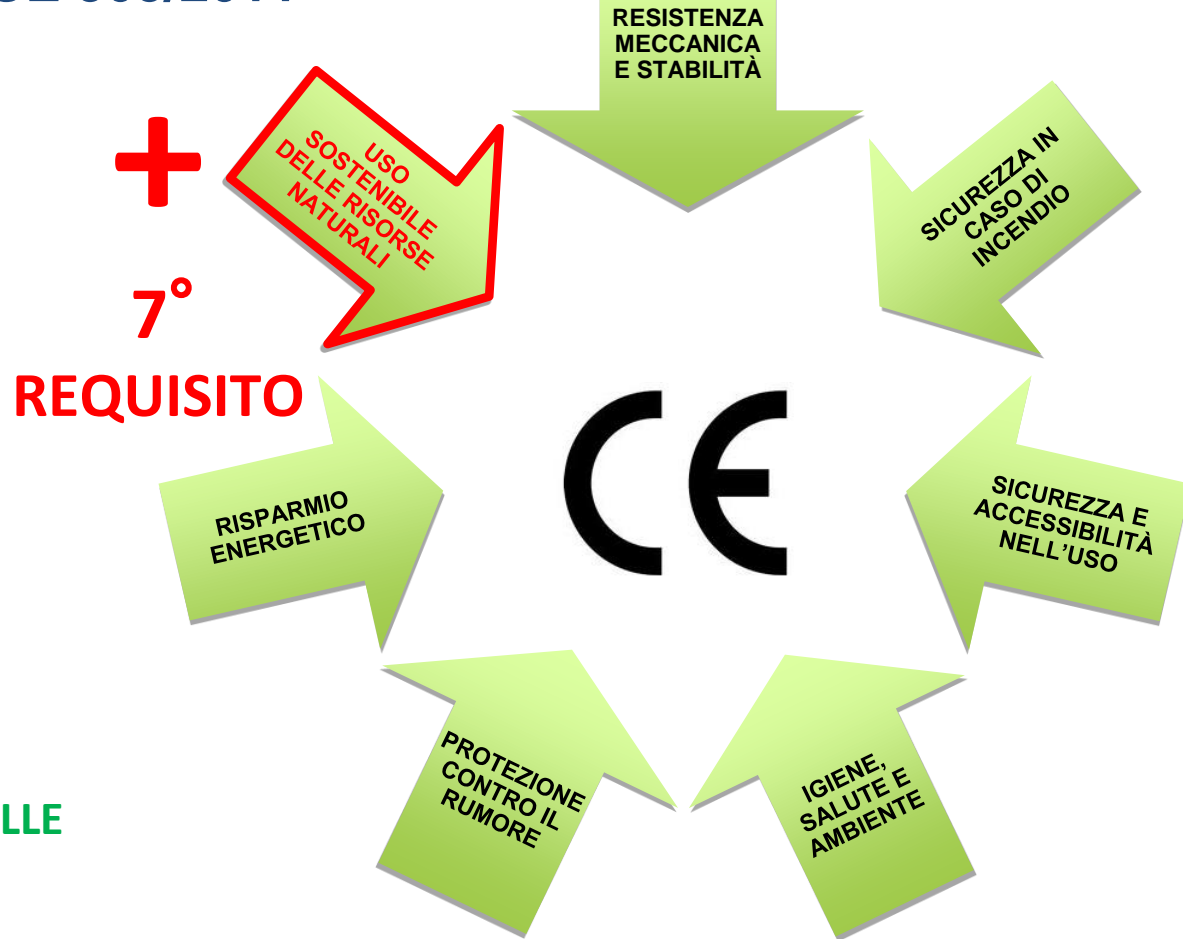 RESISTENZA
MECCANICA
E STABILITÀ
+
USO
SOSTENIBILE
DELLE RISORSE
NATURALI
SICUREZZA IN
CASO DI
INCENDIO
7°
REQUISITO
CE
RISPARMIO
ENERGETICO
SICUREZZA E
ACCESSIBILITÀ
NELL'USO
PROTEZIONE
CONTRO IL
RUMORE
IGIENE,
SALUTE E
AMBIENTE
LLE